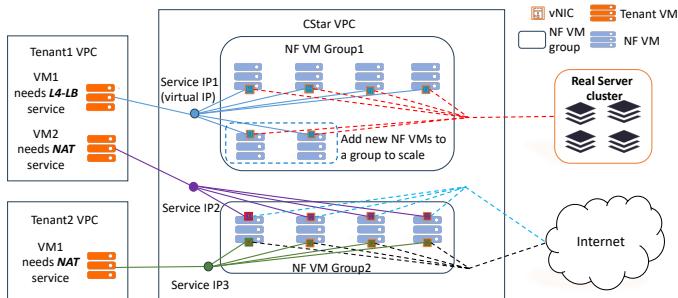 CStar VPC
vNIC
Tenant VM
NF VM
group
NF VM
Tenant1 VPC
VM1
needs L4-LB
service
VM2
needs NAT
service
NF VM Group1
Service IP1
(virtual IP)
Add new NF VMs to
a group to scale
Real Server
cluster
Tenant2 VPC
VM1
needs NAT
service
Service IP2
Service IP3
NF VM Group2
Internet